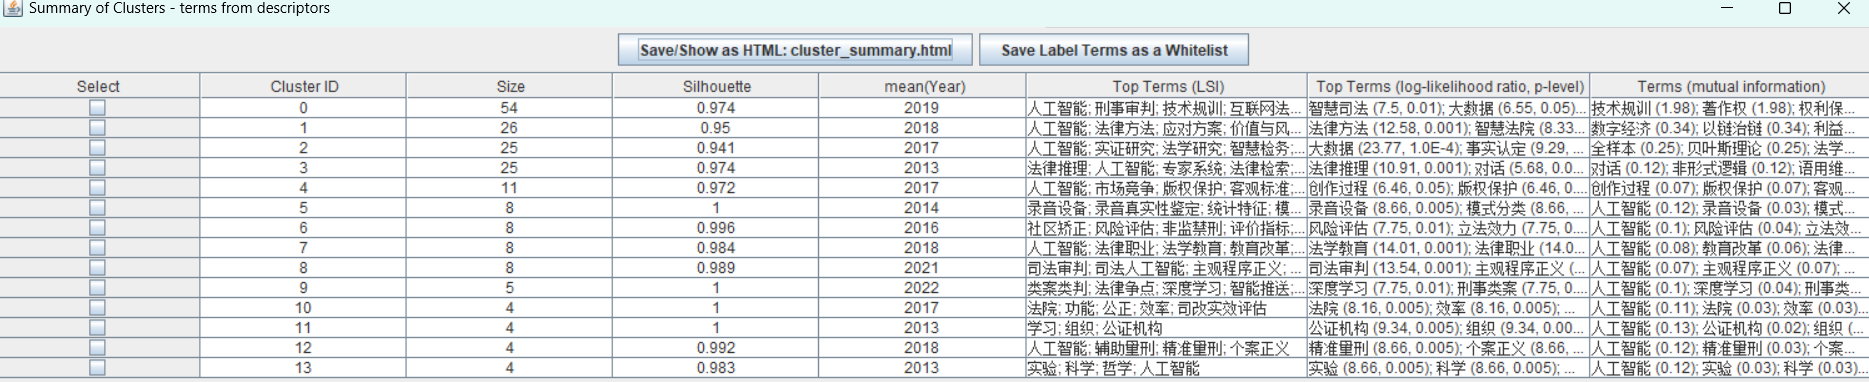 Summary of Clusters - terms from descriptors
Save/Show as HTML: cluster_summary.html Save Label Terms as a Whitelist
Select Cluster ID Size Silhouette mean(Year) Top Terms (LSI) Top Terms (log-likelihood ratio, p-level) Terms (mutual information)
0 54 0.974 2019 人工智能; 刑事审判; 技术规训; 互联网法... 智慧司法 (7.5, 0.01); 大数据 (6.55, 0.05)... 技术规训 (1.98); 著作权 (1.98); 权利保...
1 26 0.95 2018 人工智能; 法律方法; 应对方案; 价值与风... 法律方法 (12.58, 0.001); 智慧法院 (8.33... 数字经济 (0.34); 以链治链 (0.34); 利益...
2 25 0.941 2017 人工智能; 实证研究; 法学研究; 智慧检务;... 大数据 (23.77, 1.0E-4); 事实认定 (9.29, ... 全样本 (0.25); 贝叶斯理论 (0.25); 法学...
3 25 0.974 2013 法律推理; 人工智能; 专家系统; 法律检索;... 法律推理 (10.91, 0.001); 对话 (5.68, 0.0... 对话 (0.12); 非形式逻辑 (0.12); 语用维...
4 11 0.972 2017 人工智能; 市场竞争; 版权保护; 客观标准;... 创作过程 (6.46, 0.05); 版权保护 (6.46, 0.... 创作过程 (0.07); 版权保护 (0.07); 客观...
5 8 1 2014 录音设备; 录音真实性鉴定; 统计特征; 模... 录音设备 (8.66, 0.005); 模式分类 (8.66, ... 人工智能 (0.12); 录音设备 (0.03); 模式...
6 8 0.996 2016 社区矫正; 风险评估; 非监禁刑; 评价指标;... 风险评估 (7.75, 0.01); 立法效力 (7.75, 0.... 人工智能 (0.1); 风险评估 (0.04); 立法效...
7 8 0.984 2018 人工智能; 法律职业; 法学教育; 教育改革;... 法学教育 (14.01, 0.001); 法律职业 (14.0... 人工智能 (0.08); 教育改革 (0.06); 法律...
8 8 0.989 2021 司法审判; 司法人工智能; 主观程序正义; ... 司法审判 (13.54, 0.001); 主观程序正义 (... 人工智能 (0.07); 主观程序正义 (0.07); ...
9 5 1 2022 类案类判; 法律争点; 深度学习; 智能推送;... 深度学习 (7.75, 0.01); 刑事类案 (7.75, 0.... 人工智能 (0.1); 深度学习 (0.04); 刑事类...
10 4 1 2017 法院; 功能; 公正; 效率; 司改实效评估 法院 (8.16, 0.005); 效率 (8.16, 0.005); ... 人工智能 (0.11); 法院 (0.03); 效率 (0.03)...
11 4 1 2013 学习; 组织; 公证机构 公证机构 (9.34, 0.005); 组织 (9.34, 0.00... 人工智能 (0.13); 公证机构 (0.02); 组织 (...
12 4 0.992 2018 人工智能; 辅助量刑; 精准量刑; 个案正义 精准量刑 (8.66, 0.005); 个案正义 (8.66, ... 人工智能 (0.12); 精准量刑 (0.03); 个案...
13 4 0.983 2013 实验; 科学; 哲学; 人工智能 实验 (8.66, 0.005); 科学 (8.66, 0.005); ... 人工智能 (0.12); 实验 (0.03); 科学 (0.03)...